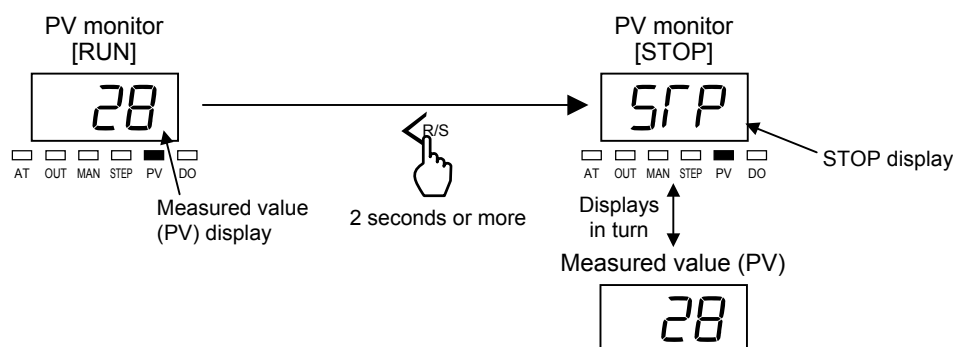 PV monitor
[RUN]
28
AT OUT MAN STEP PV DO
Measured value
(PV) display
R/S
2 seconds or more
PV monitor
[STOP]
STP
AT OUT MAN STEP PV DO
STOP display
Displays
in turn
Measured value (PV)
28